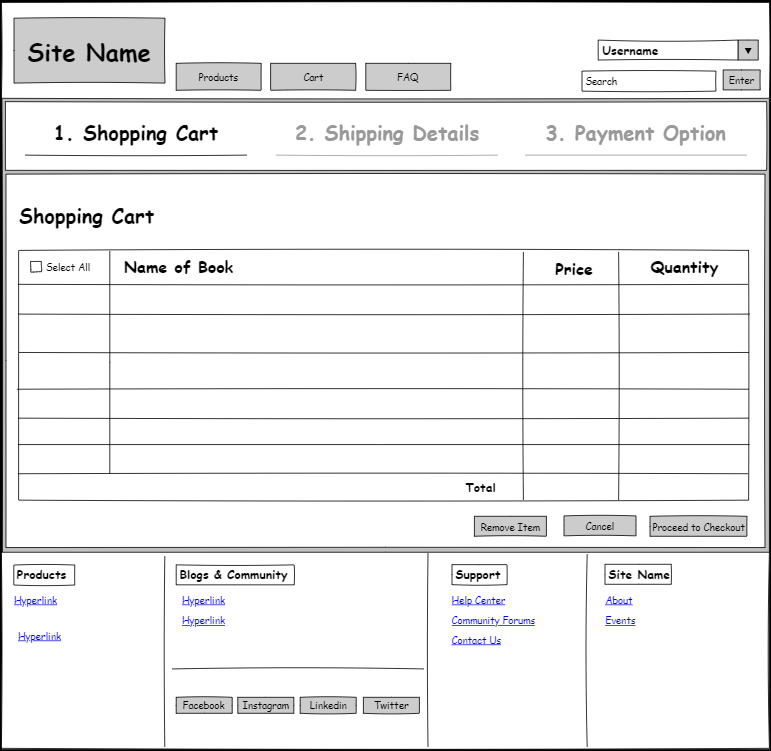 Site Name
Products
Cart
FAQ
Username
Search
Enter
1. Shopping Cart
2. Shipping Details
3. Payment Option
Shopping Cart
Select All
Name of Book
Price
Quantity
Total
Remove Item
Cancel
Proceed to Checkout
Products
Hyperlink
Hyperlink
Blogs & Community
Hyperlink
Hyperlink
Facebook
Instagram
Linkedin
Twitter
Support
Help Center
Community Forums
Contact Us
Site Name
About
Events